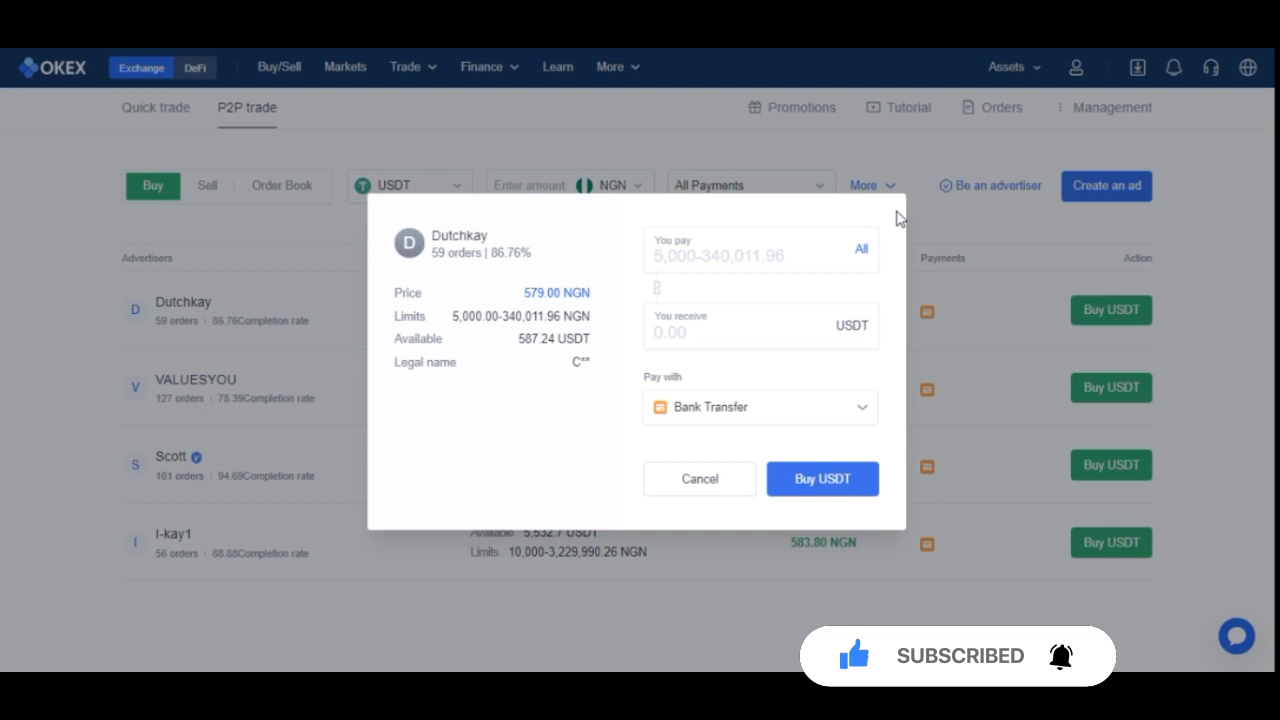 OKEX Exchange DeFi Buy/Sell Markets Trade Finance Learn More Assets
Quick trade P2P trade Promotions Tutorial Orders Management
Buy Sell Order Book USDT Enter amount NGN All Payments More Be an advertiser Create an ad
Advertisers Payments Action
D Dutchkay
59 orders | 86.76Completion rate
Buy USDT
V VALUESYOU
127 orders | 78.39Completion rate
Buy USDT
S Scott
161 orders | 94.69Completion rate
Buy USDT
I I-kay1
56 orders | 88.88Completion rate
Available 5,532.7 USDT
Limits 10,000-3,229,990.26 NGN
583.80 NGN
Buy USDT
D Dutchkay
59 orders | 86.76%
Price 579.00 NGN
Limits 5,000.00-340,011.96 NGN
Available 587.24 USDT
Legal name C**
You pay
5,000-340,011.96 All
You receive
0.00 USDT
Pay with
Bank Transfer
Cancel Buy USDT
SUBSCRIBED